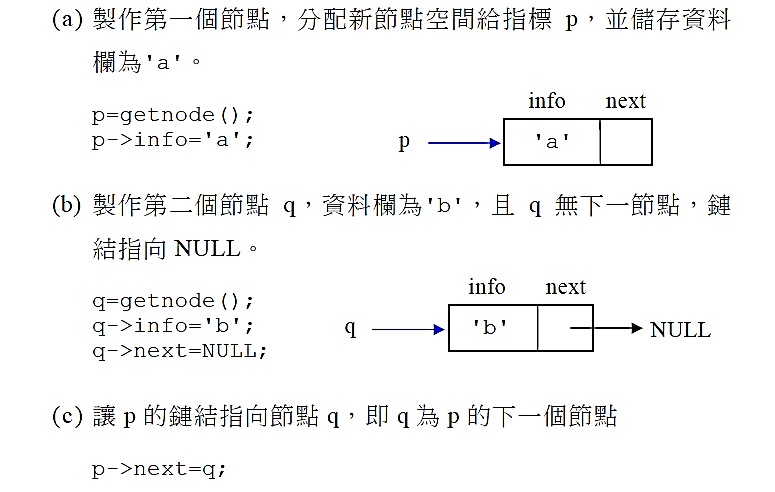 (a) 製作第一個節點，分配新節點空間給指標 p，並儲存資料
欄為'a'。
info next
p=getnode();
p->info='a';
p 'a'
(b) 製作第二個節點 q，資料欄為'b'，且 q 無下一節點，鏈
結指向 NULL。
info next
q=getnode();
q->info='b';
q->next=NULL;
q 'b' NULL
(c) 讓 p 的鏈結指向節點 q，即 q 為 p 的下一個節點
p->next=q;